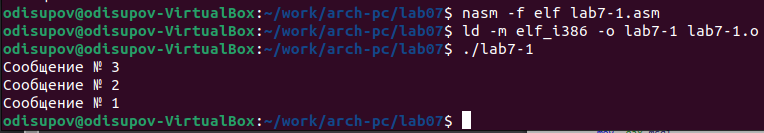 odisupov@odisupov-VirtualBox:~/work/arch-pc/lab07$ nasm -f elf lab7-1.asm
odisupov@odisupov-VirtualBox:~/work/arch-pc/lab07$ ld -m elf_i386 -o lab7-1 lab7-1.o
odisupov@odisupov-VirtualBox:~/work/arch-pc/lab07$ ./lab7-1
Сообщение № 3
Сообщение № 2
Сообщение № 1
odisupov@odisupov-VirtualBox:~/work/arch-pc/lab07$